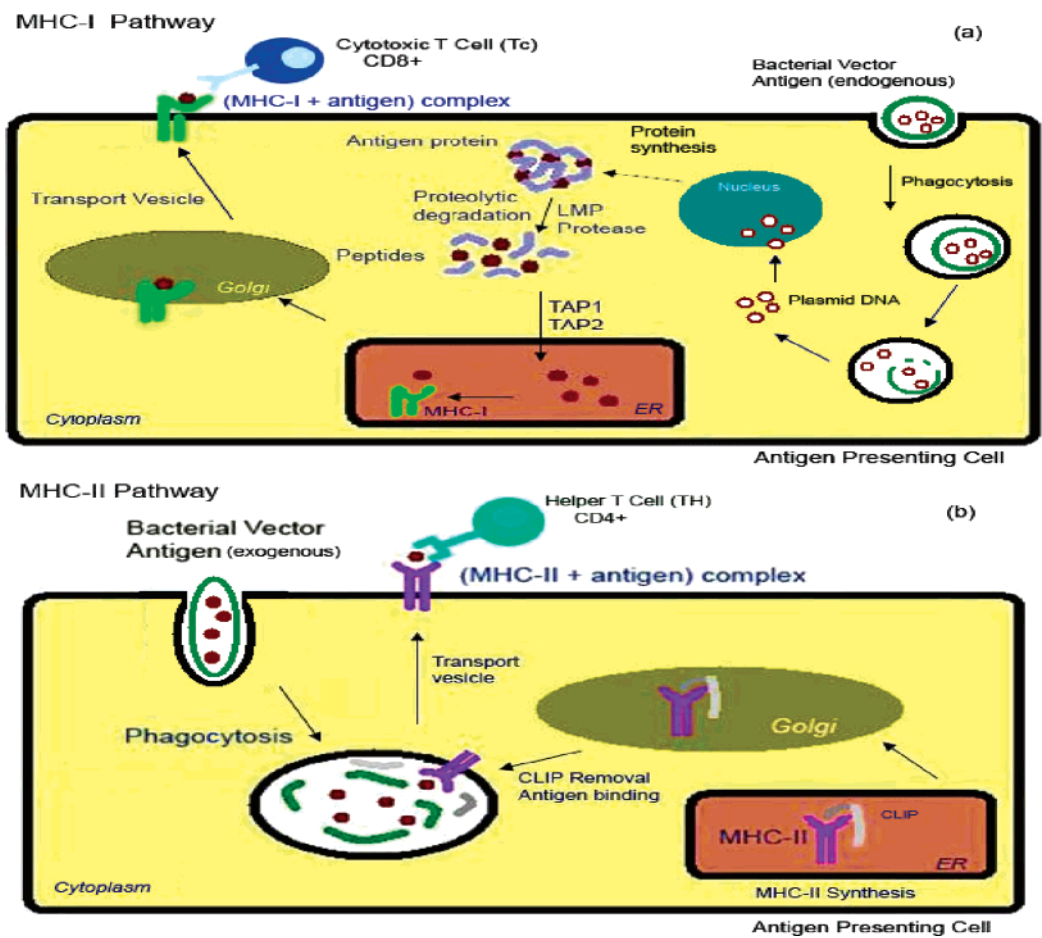 MHC-I Pathway
(a)
Cytotoxic T Cell (Tc)
CD8+
Bacterial Vector
Antigen (endogenous)
(MHC-I + antigen) complex
Antigen protein
Protein
synthesis
Nucleus
Phagocytosis
Transport Vesicle
Proteolytic
degradation
LMP
Protease
Peptides
Golgi
Plasmid DNA
TAP1
TAP2
MHC-I
ER
Cytoplasm
Antigen Presenting Cell
MHC-II Pathway
(b)
Helper T Cell (TH)
CD4+
Bacterial Vector
Antigen (exogenous)
(MHC-II + antigen) complex
Transport
vesicle
Phagocytosis
Golgi
CLIP Removal
Antigen binding
CLIP
MHC-II
ER
Cytoplasm
MHC-II Synthesis
Antigen Presenting Cell